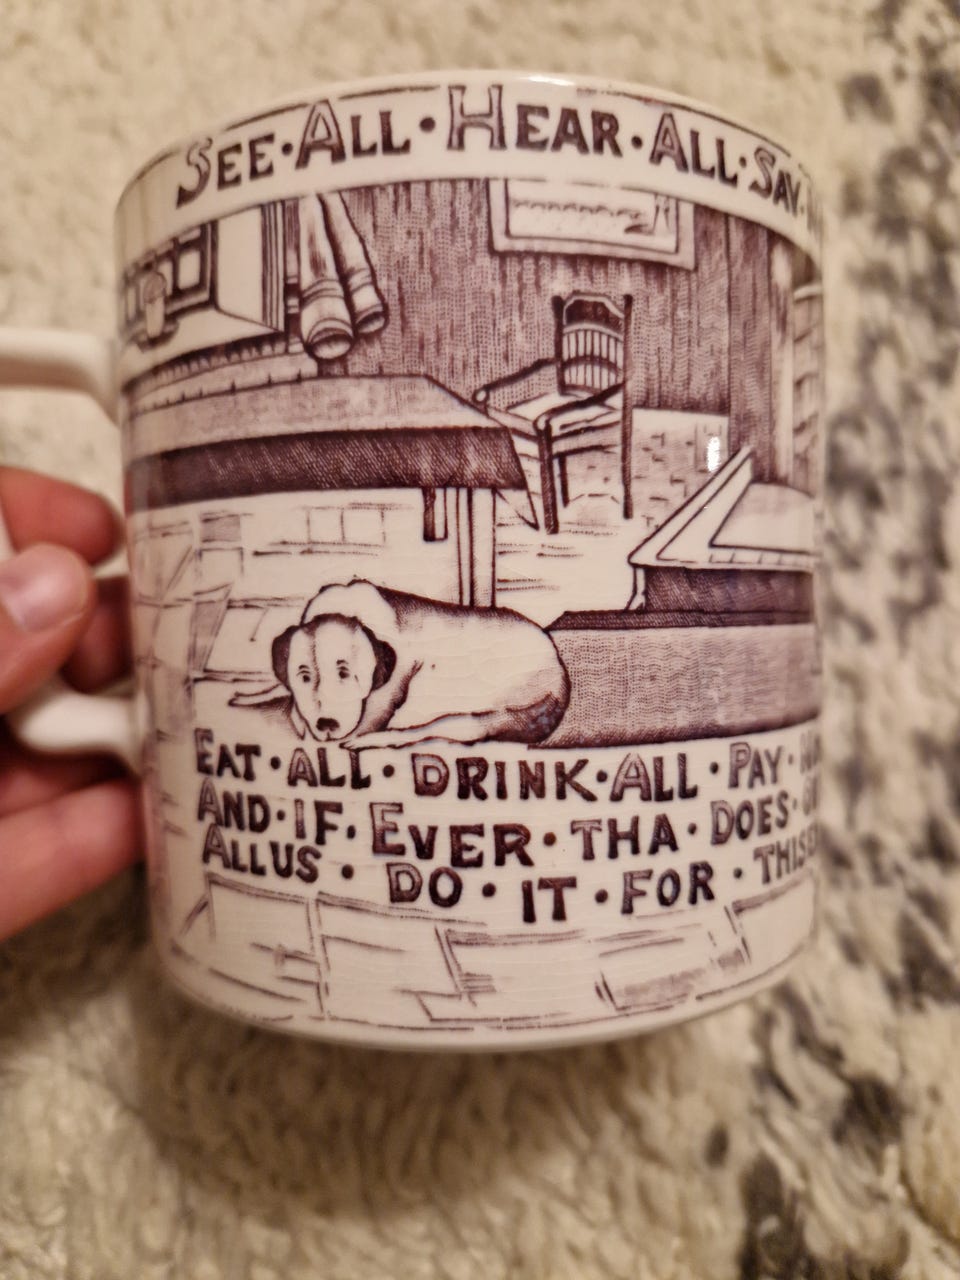 SEE·ALL·HEAR·ALL·SAY·
EAT·ALL·DRINK·ALL·PAY·
AND·IF·EVER·THA·DOES·
ALLUS·DO·IT·FOR·